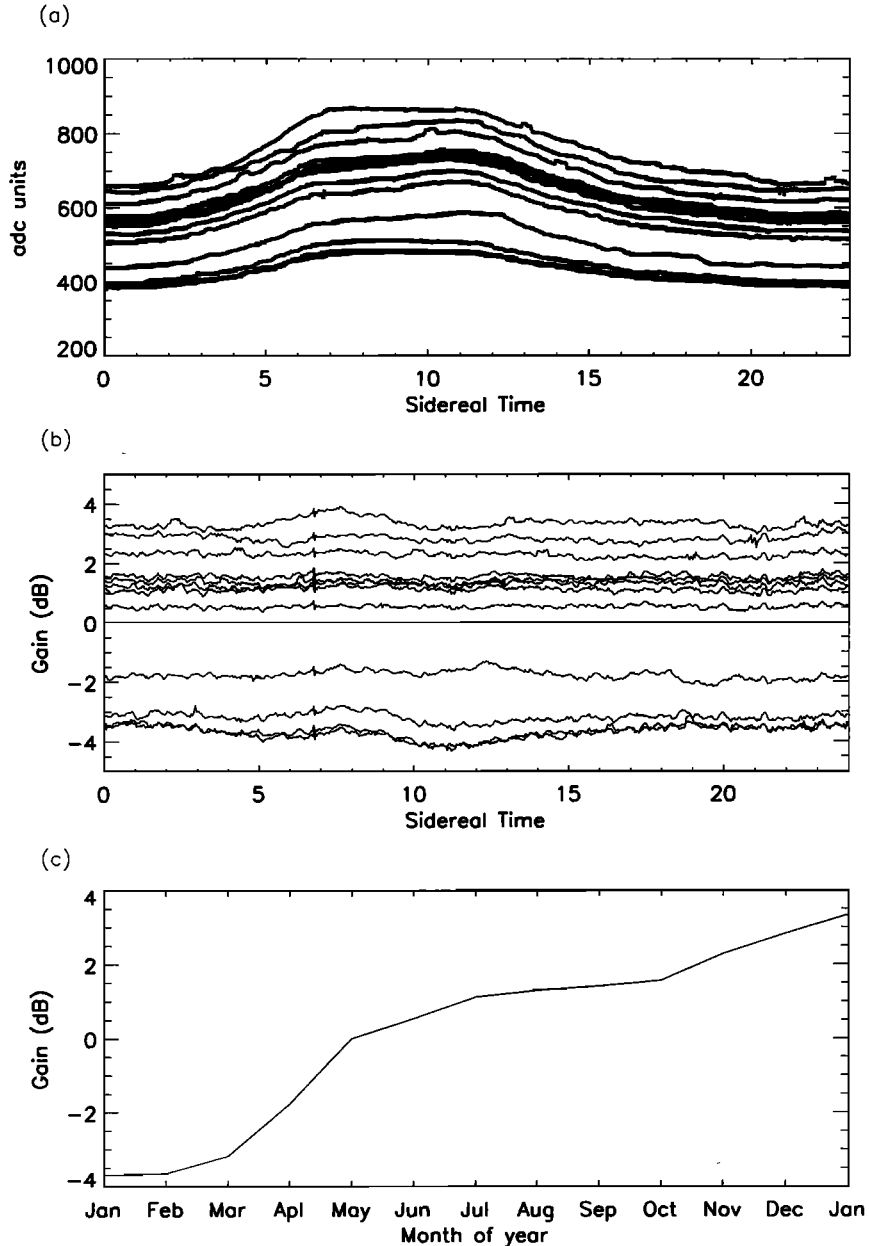 (a)
1000
800
600
400
200
adc units
0 5 10 15 20
Sidereal Time
(b)
4
2
0
-2
-4
Gain (dB)
0 5 10 15 20
Sidereal Time
(c)
4
2
0
-2
-4
Gain (dB)
Jan Feb Mar Apl May Jun Jul Aug Sep Oct Nov Dec Jan
Month of year